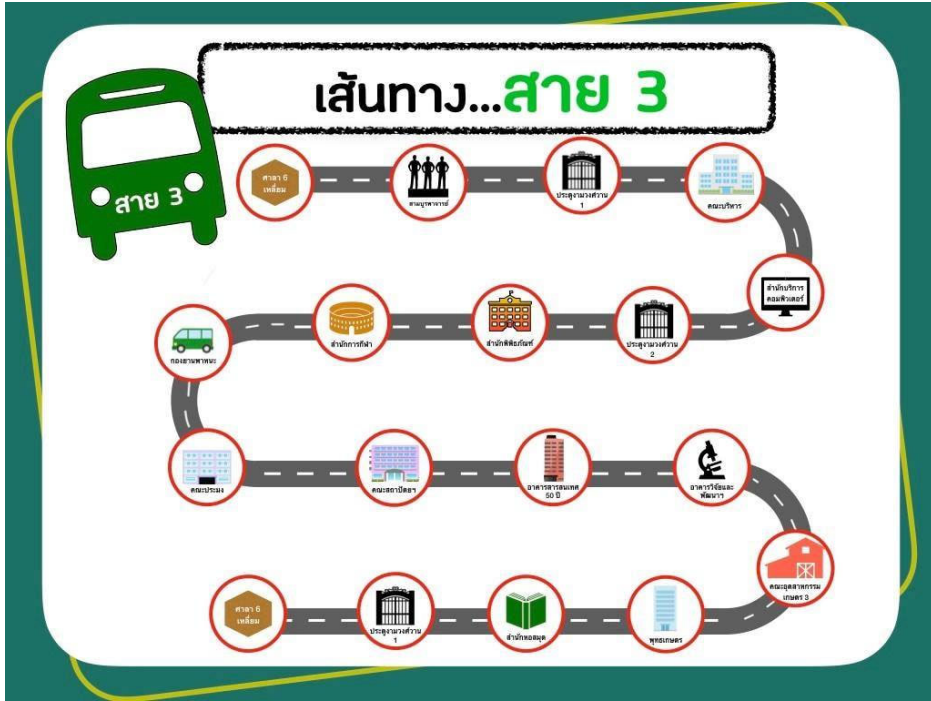 เส้นทาง...สาย 3
สาย 3
ศาลา 6
เหลี่ยม
สามบูรพาจารย์
ประตูงามวงศ์วาน
1
คณะบริหาร
สำนักบริการ
คอมพิวเตอร์
ประตูงามวงศ์วาน
2
สำนักพิพิธภัณฑ์
สำนักการกีฬา
กองยานพาหนะ
คณะประมง
คณะสถาปัตยฯ
อาคารสารสนเทศ
50 ปี
อาคารวิจัยและ
พัฒนาฯ
คณะอุตสาหกรรม
เกษตร 3
พุทธเกษตร
สำนักหอสมุด
ประตูงามวงศ์วาน
1
ศาลา 6
เหลี่ยม